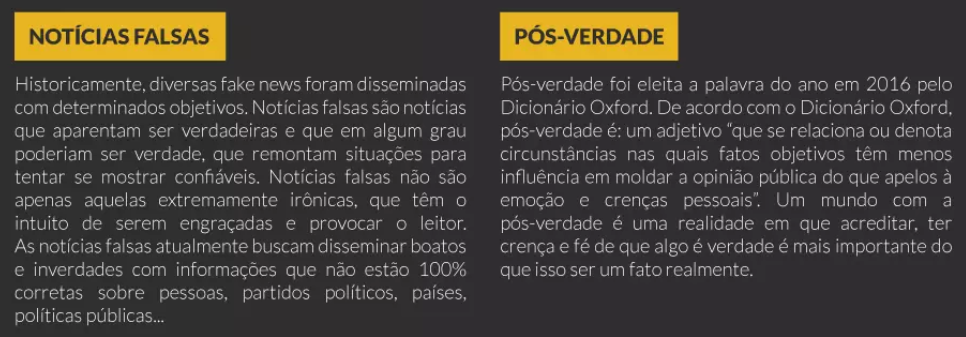 NOTÍCIAS FALSAS
Historicamente, diversas fake news foram disseminadas
com determinados objetivos. Notícias falsas são notícias
que aparentam ser verdadeiras e que em algum grau
poderiam ser verdade, que remontam situações para
tentar se mostrar confiáveis. Notícias falsas não são
apenas aquelas extremamente irônicas, que têm o
intuito de serem engraçadas e provocar o leitor.
As notícias falsas atualmente buscam disseminar boatos
e inverdades com informações que não estão 100%
corretas sobre pessoas, partidos políticos, países,
políticas públicas...
PÓS-VERDADE
Pós-verdade foi eleita a palavra do ano em 2016 pelo
Dicionário Oxford. De acordo com o Dicionário Oxford,
pós-verdade é: um adjetivo “que se relaciona ou denota
circunstâncias nas quais fatos objetivos têm menos
influência em moldar a opinião pública do que apelos à
emoção e crenças pessoais”. Um mundo com a
pós-verdade é uma realidade em que acreditar, ter
crença e fé de que algo é verdade é mais importante do
que isso ser um fato realmente.